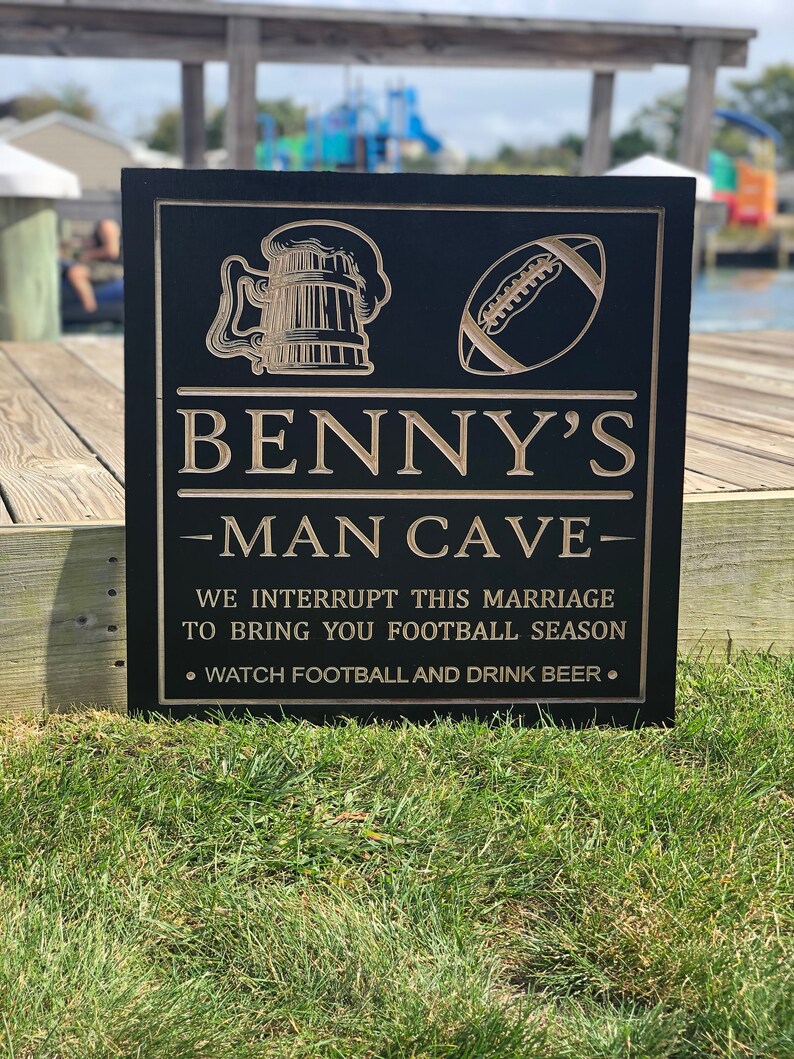 BENNY'S
-MAN CAVE-
WE INTERRUPT THIS MARRIAGE
TO BRING YOU FOOTBALL SEASON
• WATCH FOOTBALL AND DRINK BEER •